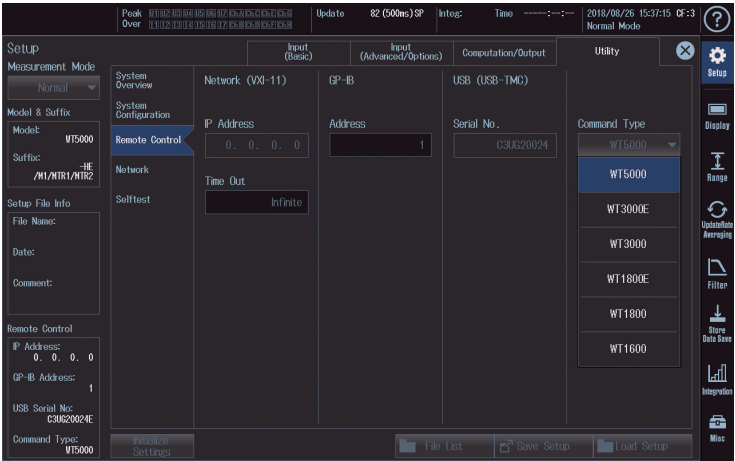 Peak
Over
Update 82 (500ms) SP Integ: Time -----:--:-- 2018/08/26 15:37:15 CF:3
Normal Mode
?
Setup
Measurement Mode
Normal
Model & Suffix
Model:
WT5000
Suffix:
-HE
/M1/MTR1/MTR2
Setup File Info
File Name:
Date:
Comment:
Remote Control
IP Address:
0. 0. 0. 0
GP-IB Address:
1
USB Serial No:
C3UG20024E
Command Type:
WT5000
Input
(Basic)
Input
(Advanced/Options)
Computation/Output
Utility
System
Overview
System
Configuration
Remote Control
Network
Selftest
Network (VXI-11)
IP Address
0. 0. 0. 0
Time Out
Infinite
GP-IB
Address
1
USB (USB-TMC)
Serial No.
C3UG20024
Command Type
WT5000
WT5000
WT3000E
WT3000
WT1800E
WT1800
WT1600
Initialize
Settings
File List
Save Setup
Load Setup
Setup
Display
Range
UpdateRate
Averaging
Filter
Store
Data Save
Integration
Misc